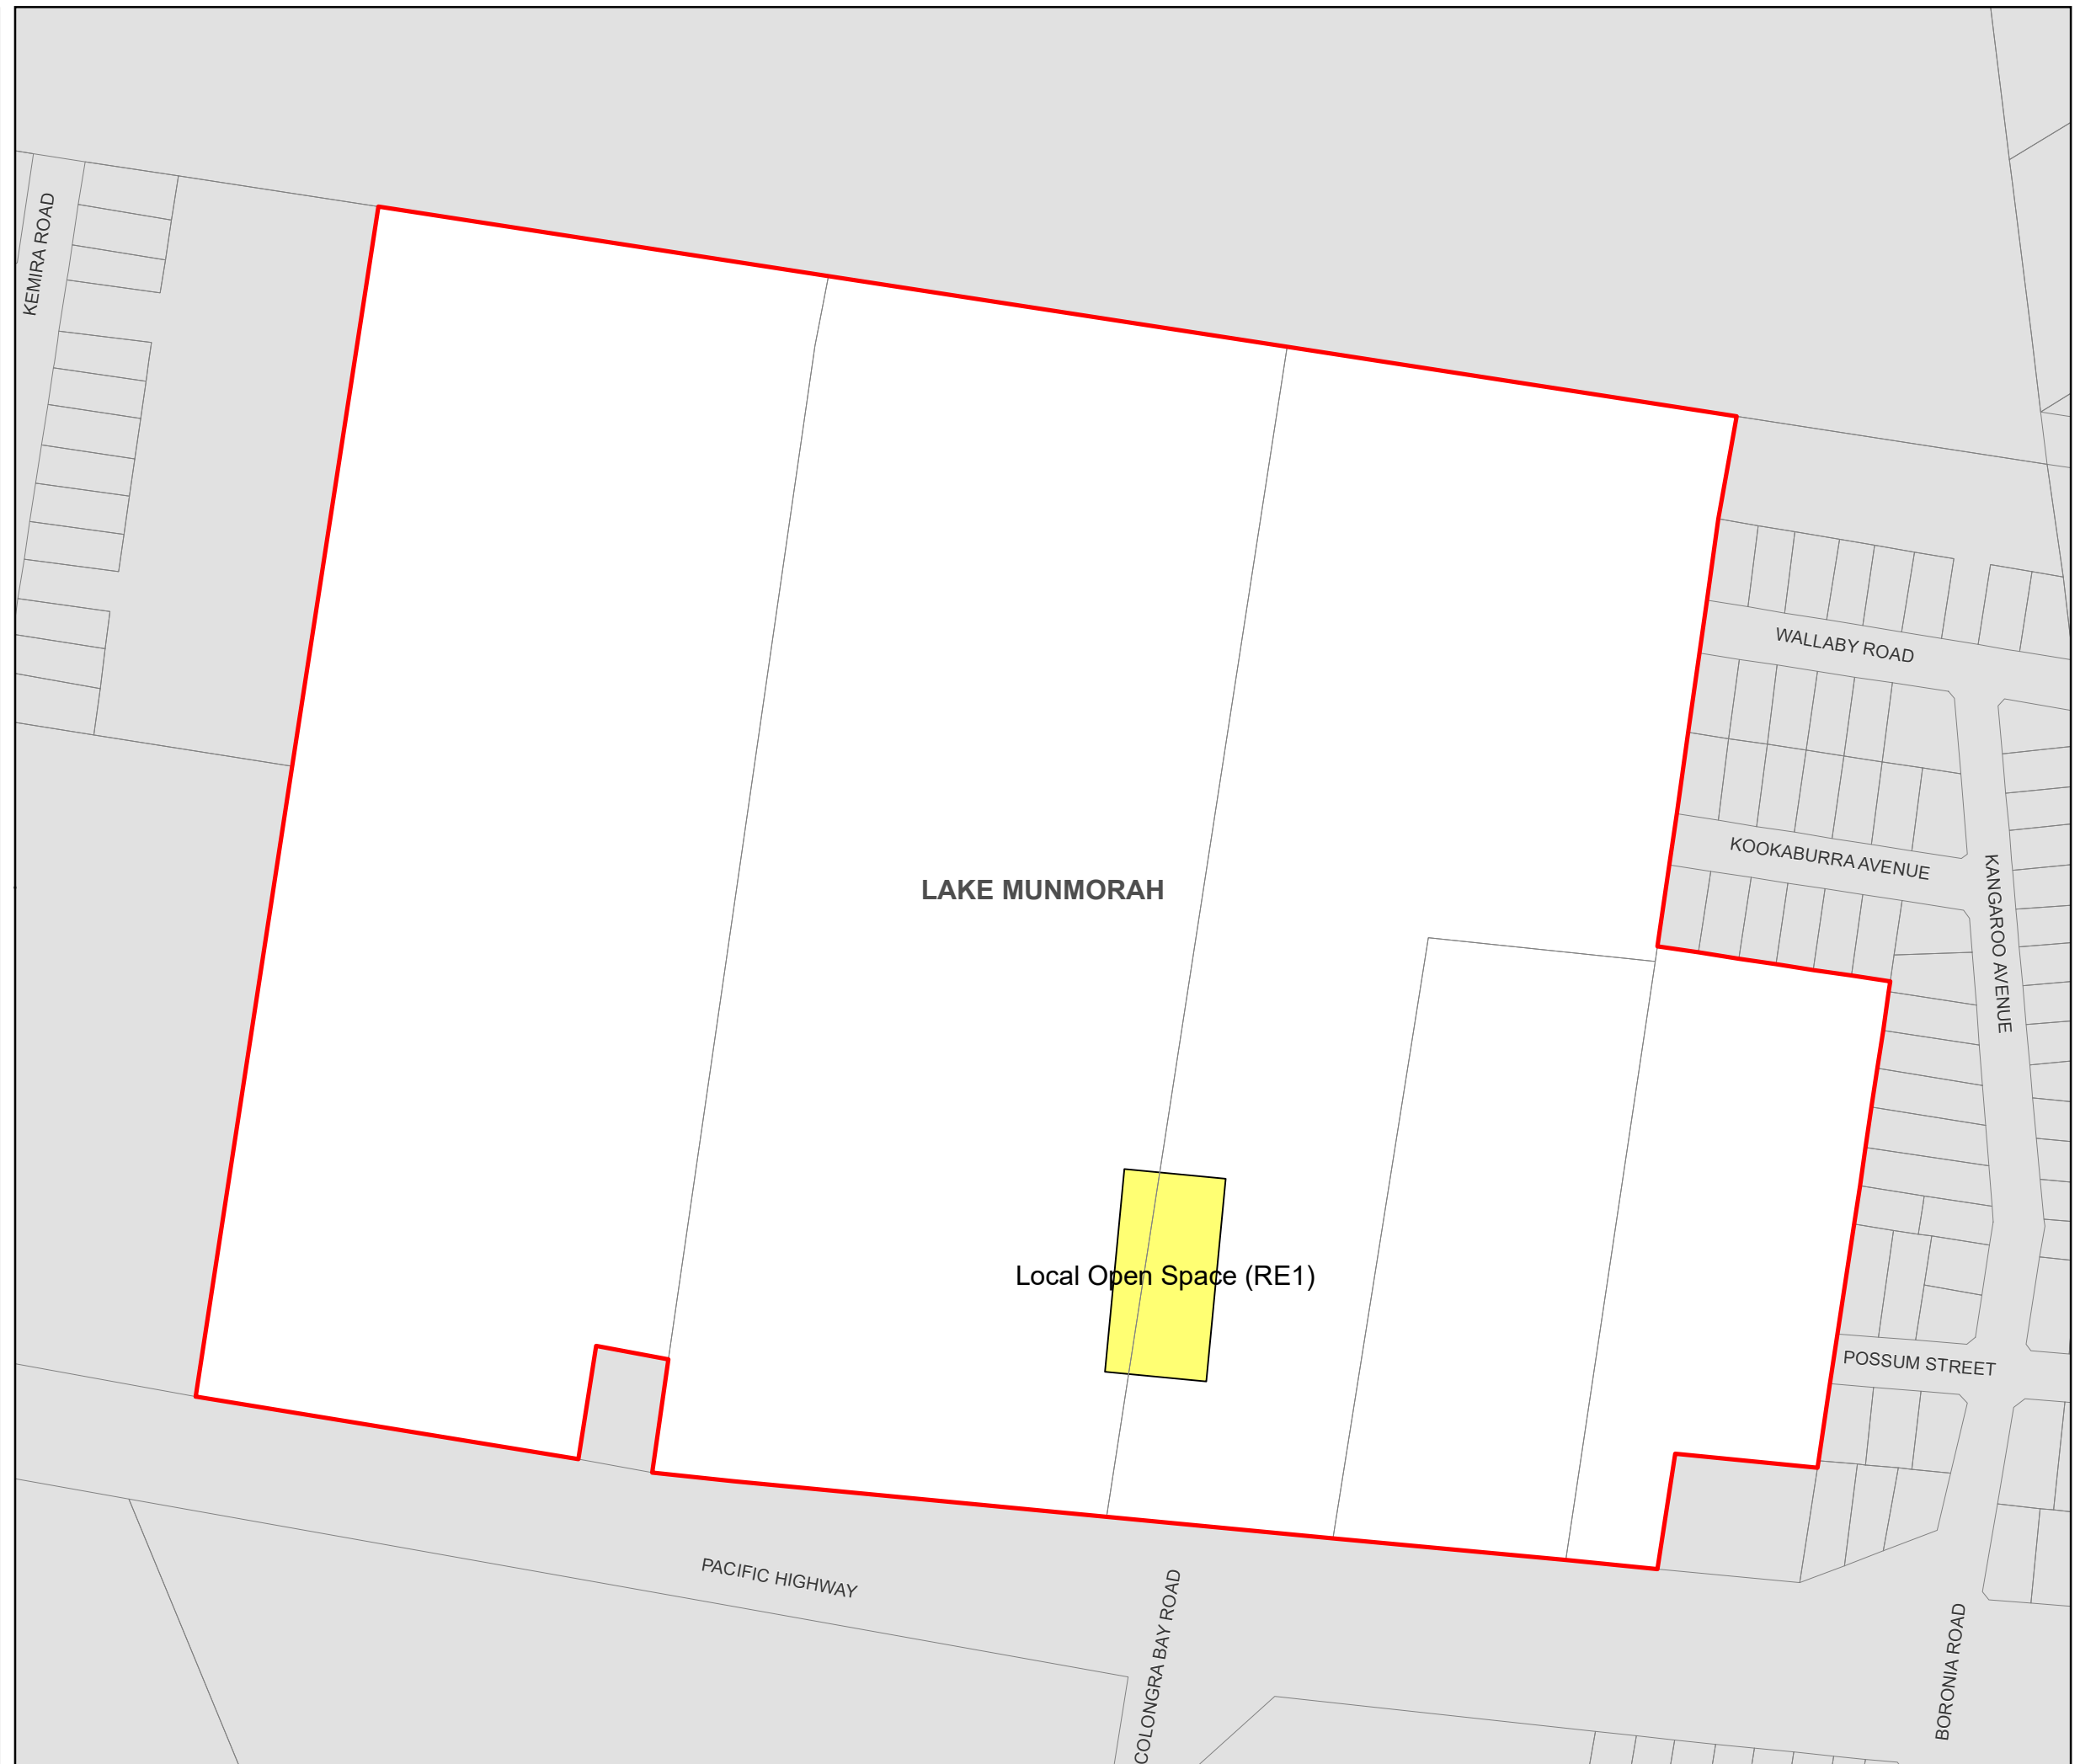 KEMIRA ROAD
WALLABY ROAD
KOOKABURRA AVENUE
KANGAROO AVENUE
LAKE MUNMORAH
Local Open Space (RE1)
POSSUM STREET
PACIFIC HIGHWAY
COLONGRA BAY ROAD
BORONIA ROAD